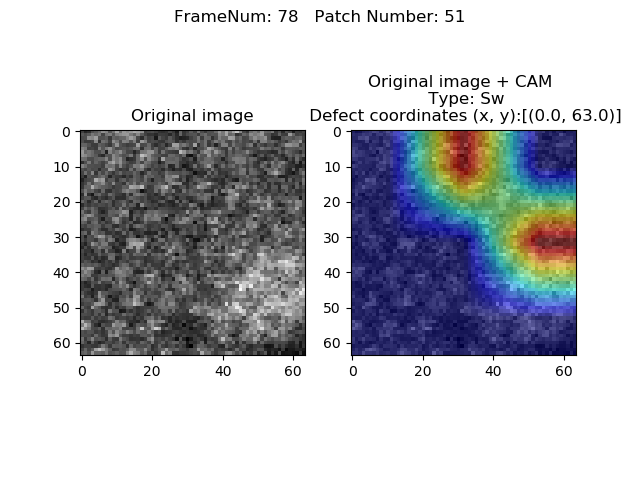 FrameNum: 78   Patch Number: 51
Original image
0
10
20
30
40
50
60
0 20 40 60
Original image + CAM
Type: Sw
Defect coordinates (x, y):[(0.0, 63.0)]
0
10
20
30
40
50
60
0 20 40 60